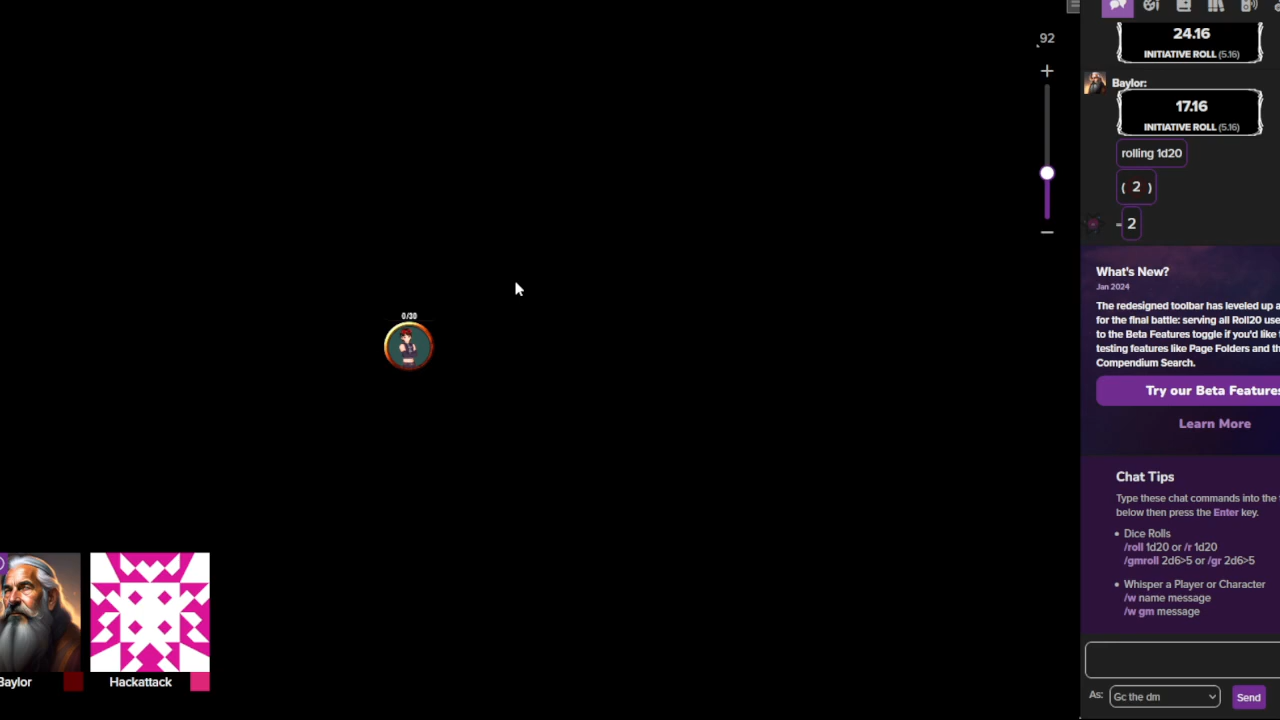 92
24.16
INITIATIVE ROLL (5.16)
Baylor:
17.16
INITIATIVE ROLL (5.16)
rolling 1d20
( 2 )
= 2
0/30
What's New?
Jan 2024
The redesigned toolbar has leveled up a
for the final battle: serving all Roll20 use
to the Beta Features toggle if you'd like
testing features like Page Folders and th
Compendium Search.
Try our Beta Features
Learn More
Chat Tips
Type these chat commands into the
below then press the Enter key.
• Dice Rolls
/roll 1d20 or /r 1d20
/gmroll 2d6>5 or /gr 2d6>5
• Whisper a Player or Character
/w name message
/w gm message
Baylor
Hackattack
As: Gc the dm
Send